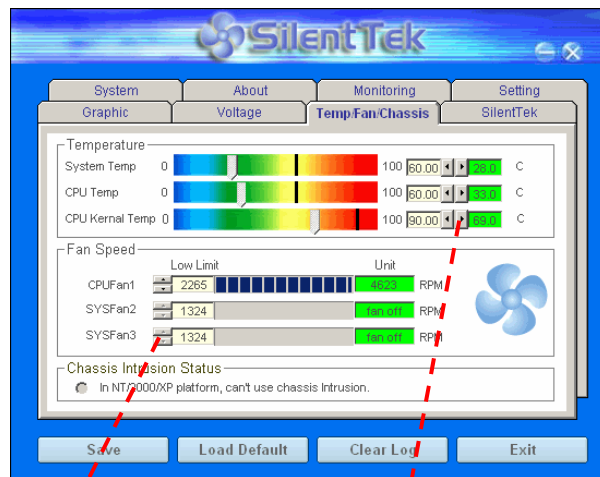 SilentTek
System About Monitoring Setting
Graphic Voltage Temp/Fan/Chassis SilentTek
Temperature
System Temp 0 100 60.00 28.0 C
CPU Temp 0 100 60.00 33.0 C
CPU Kernal Temp 0 100 90.00 69.0 C
Fan Speed
Low Limit Unit
CPUFan1 2265 4623 RPM
SYSFan2 1324 fan off RPM
SYSFan3 1324 fan off RPM
Chassis Intrusion Status
In NT/2000/XP platform, can't use chassis Intrusion.
Save Load Default Clear Log Exit